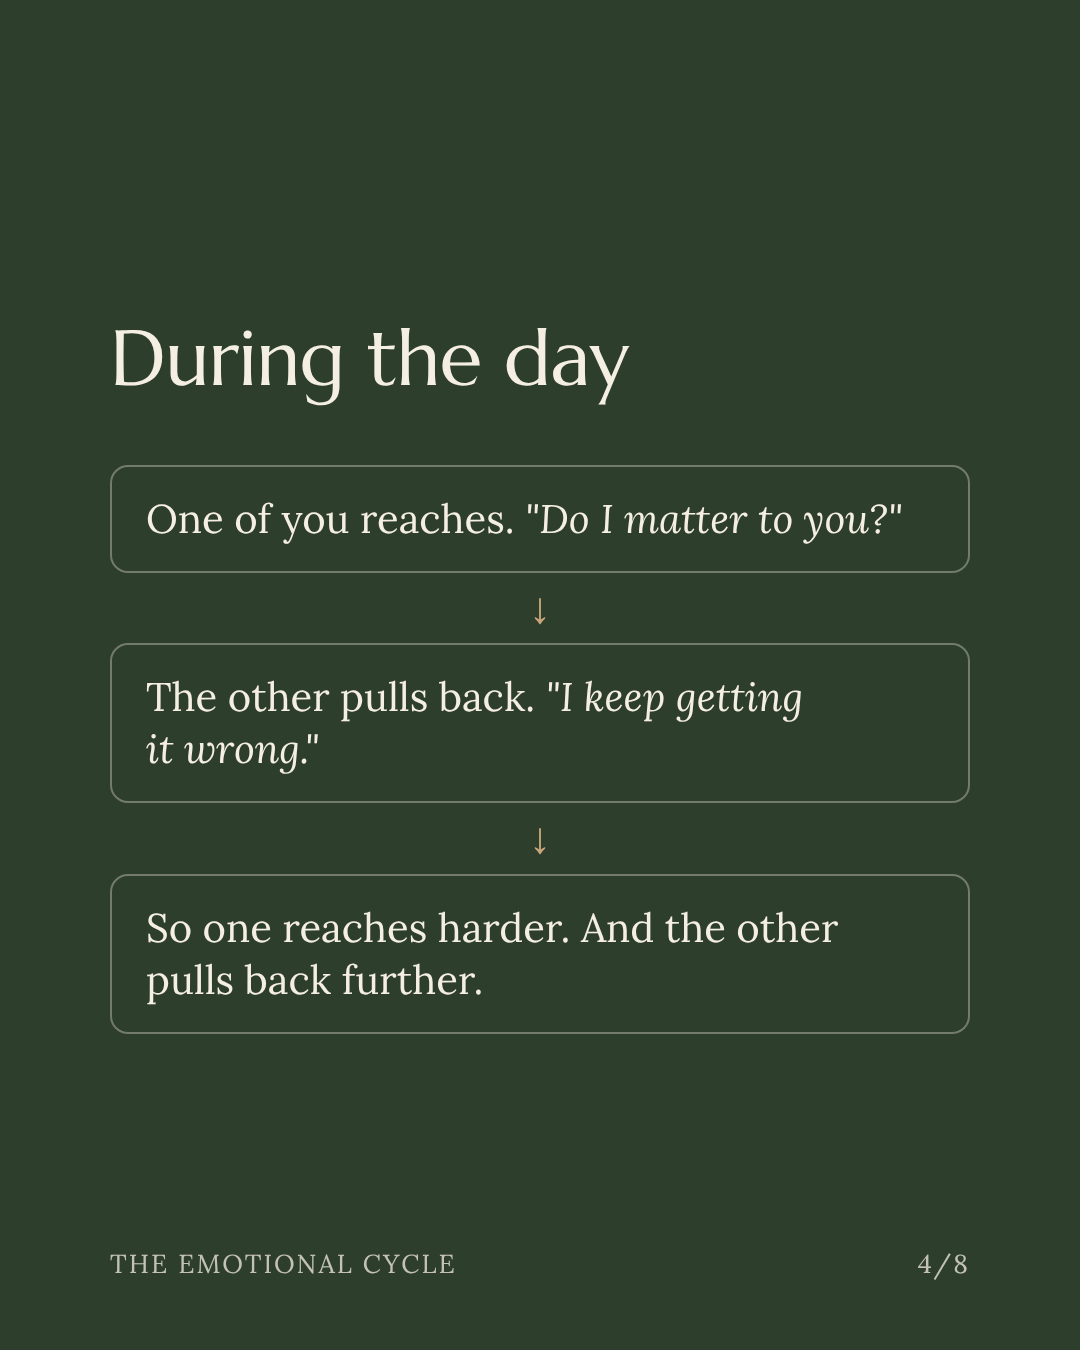 During the day
One of you reaches. "Do I matter to you?"
↓
The other pulls back. "I keep getting
it wrong."
↓
So one reaches harder. And the other
pulls back further.
THE EMOTIONAL CYCLE
4/8